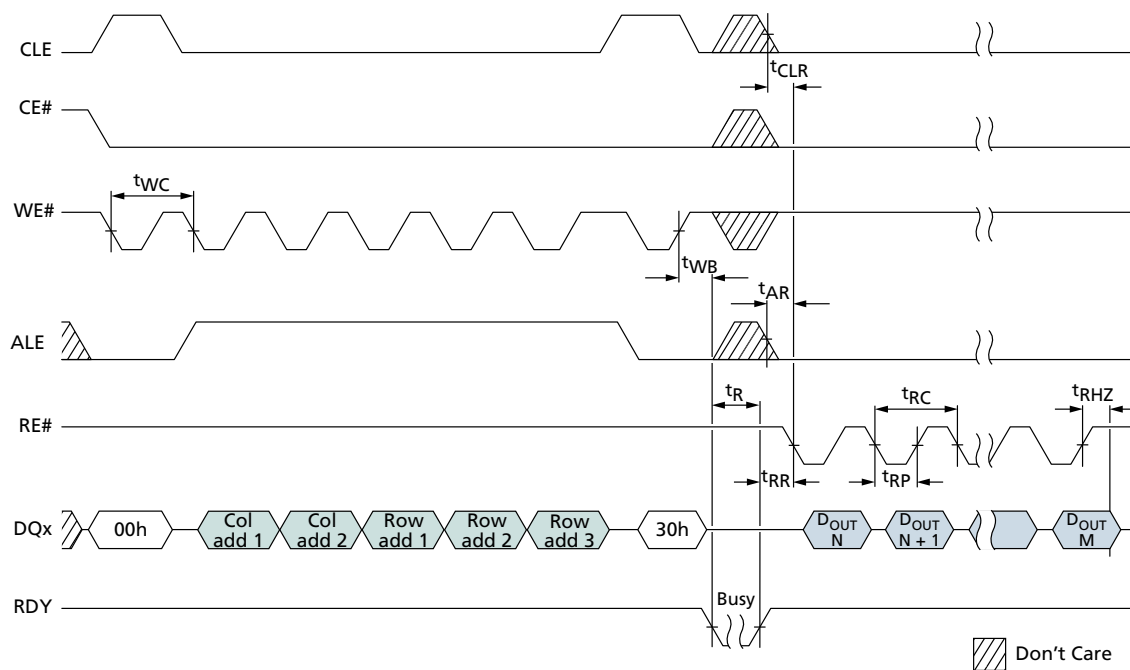 CLE
tCLR
CE#
tWC
WE#
tWB
tAR
ALE
tR
tRC
tRHZ
RE#
tRR
tRP
DQx
00h
Col
add 1
Col
add 2
Row
add 1
Row
add 2
Row
add 3
30h
DOUT
N
DOUT
N + 1
DOUT
M
RDY
Busy
Don't Care